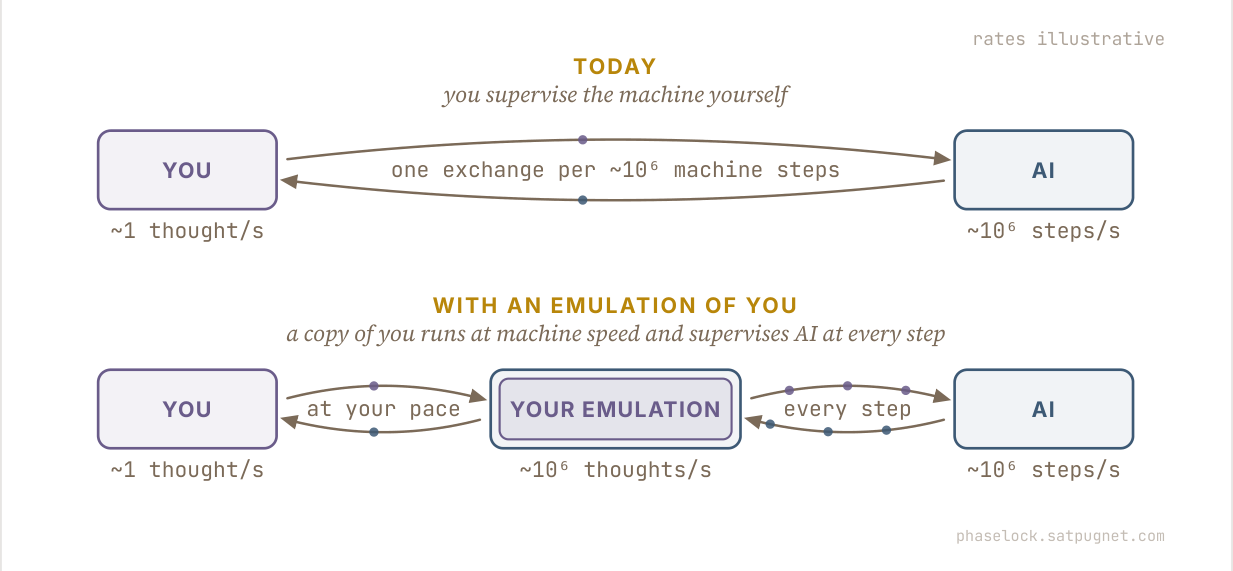 rates illustrative
TODAY
you supervise the machine yourself
YOU
one exchange per ~10⁶ machine steps
AI
~1 thought/s
~10⁶ steps/s
WITH AN EMULATION OF YOU
a copy of you runs at machine speed and supervises AI at every step
YOU
at your pace
YOUR EMULATION
every step
AI
~1 thought/s
~10⁶ thoughts/s
~10⁶ steps/s
phaselock.satpugnet.com